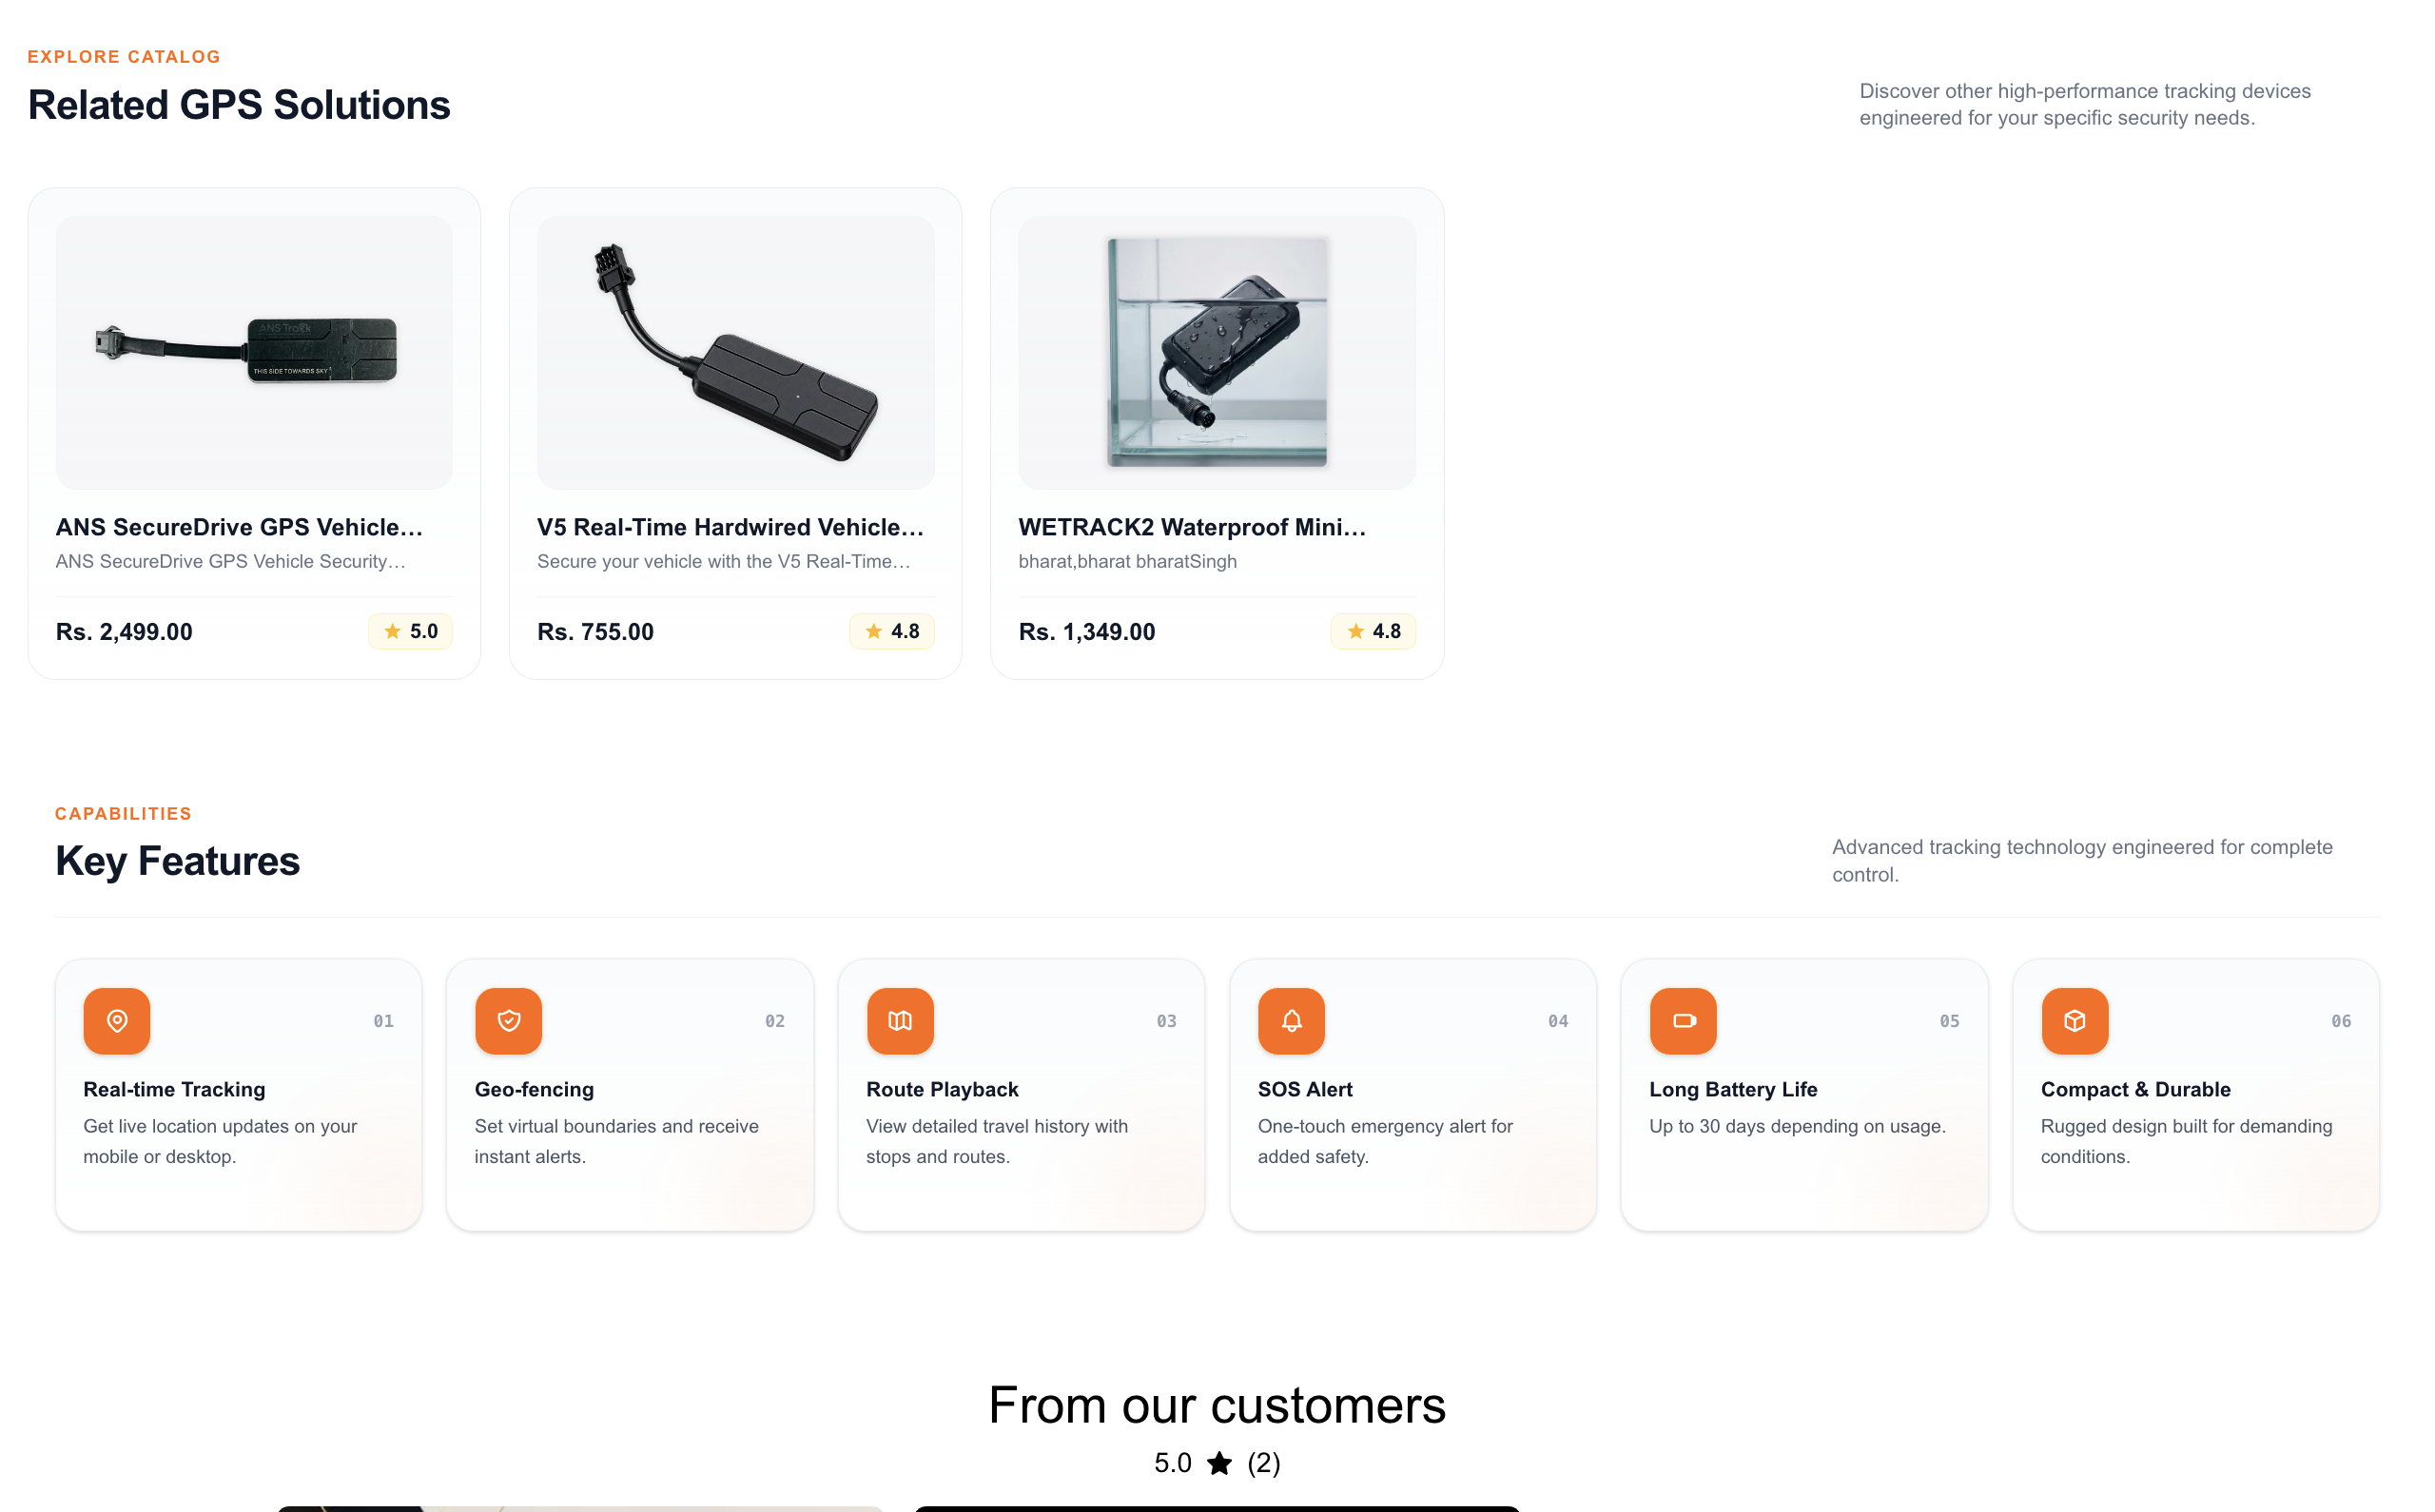 EXPLORE CATALOG
Related GPS Solutions
Discover other high-performance tracking devices
engineered for your specific security needs.
ANS Track
THIS SIDE TOWARDS SKY
ANS SecureDrive GPS Vehicle...
ANS SecureDrive GPS Vehicle Security...
Rs. 2,499.00
5.0
V5 Real-Time Hardwired Vehicle...
Secure your vehicle with the V5 Real-Time...
Rs. 755.00
4.8
WETRACK2 Waterproof Mini...
bharat,bharat bharatSingh
Rs. 1,349.00
4.8
CAPABILITIES
Key Features
Advanced tracking technology engineered for complete
control.
01
Real-time Tracking
Get live location updates on your
mobile or desktop.
02
Geo-fencing
Set virtual boundaries and receive
instant alerts.
03
Route Playback
View detailed travel history with
stops and routes.
04
SOS Alert
One-touch emergency alert for
added safety.
05
Long Battery Life
Up to 30 days depending on usage.
06
Compact & Durable
Rugged design built for demanding
conditions.
From our customers
5.0 ★ (2)